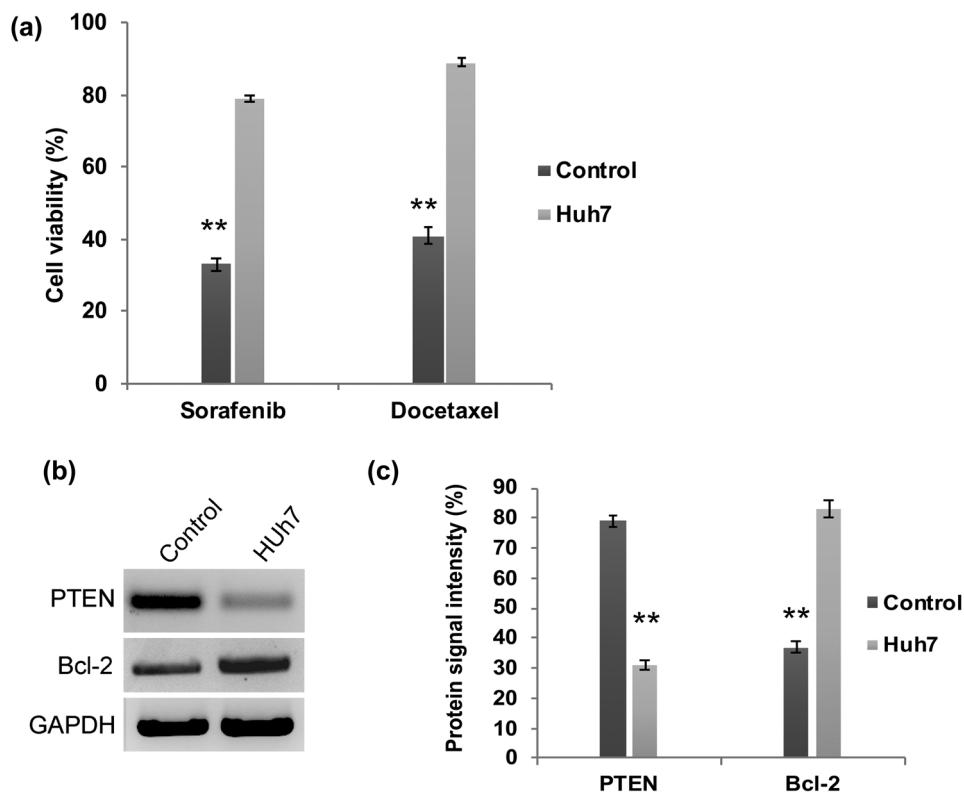 (a)
Cell viability (%)
100
80
60
40
20
0
**
**
Sorafenib
Docetaxel
Control
Huh7
(b)
Control
HUh7
PTEN
Bcl-2
GAPDH
(c)
Protein signal intensity (%)
90
80
70
60
50
40
30
20
10
0
**
**
PTEN
Bcl-2
Control
Huh7